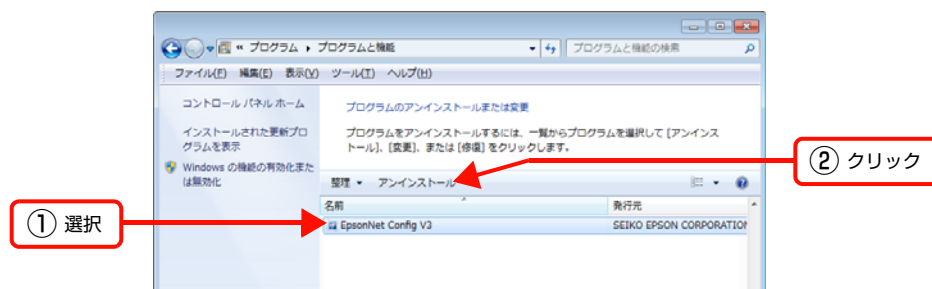 « プログラム ▸ プログラムと機能
プログラムと機能の検索
ファイル(F) 編集(E) 表示(V) ツール(T) ヘルプ(H)
コントロール パネル ホーム
インストールされた更新プロ
グラムを表示
Windows の機能の有効化また
は無効化
プログラムのアンインストールまたは変更
プログラムをアンインストールするには、一覧からプログラムを選択して [アンインス
トール]、[変更]、または [修復] をクリックします。
整理 ▼ アンインストール
② クリック
名前 発行元
① 選択
EpsonNet Config V3 SEIKO EPSON CORPORATION